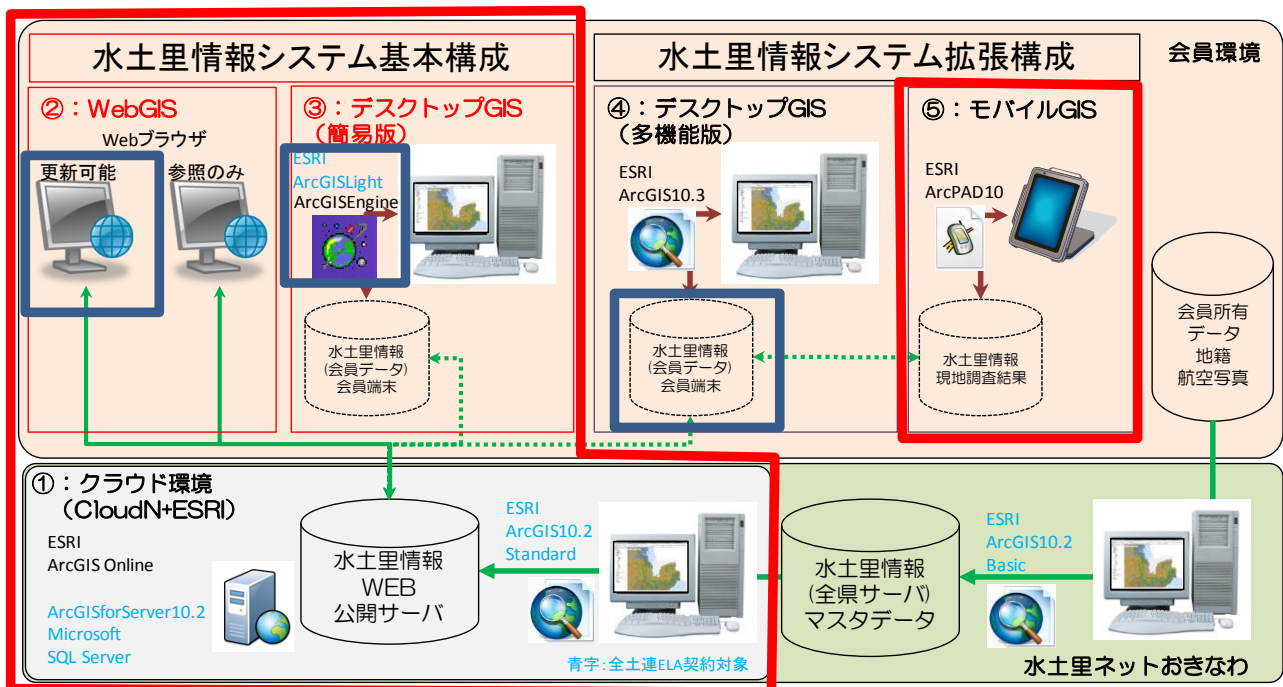 水土里情報システム基本構成
水土里情報システム拡張構成
会員環境
②：WebGIS
Webブラウザ
更新可能
参照のみ
③：デスクトップGIS
（簡易版）
ESRI
ArcGISLight
ArcGISEngine
水土里情報
(会員データ)
会員端末
④：デスクトップGIS
（多機能版）
ESRI
ArcGIS10.3
水土里情報
(会員データ)
会員端末
⑤：モバイルGIS
ESRI
ArcPAD10
水土里情報
現地調査結果
会員所有
データ
地籍
航空写真
①：クラウド環境
（CloudN+ESRI）
ESRI
ArcGIS Online
ArcGISforServer10.2
Microsoft
SQL Server
水土里情報
WEB
公開サーバ
ESRI
ArcGIS10.2
Standard
青字：全土連ELA契約対象
水土里情報
(全県サーバ)
マスタデータ
ESRI
ArcGIS10.2
Basic
水土里ネットおきなわ